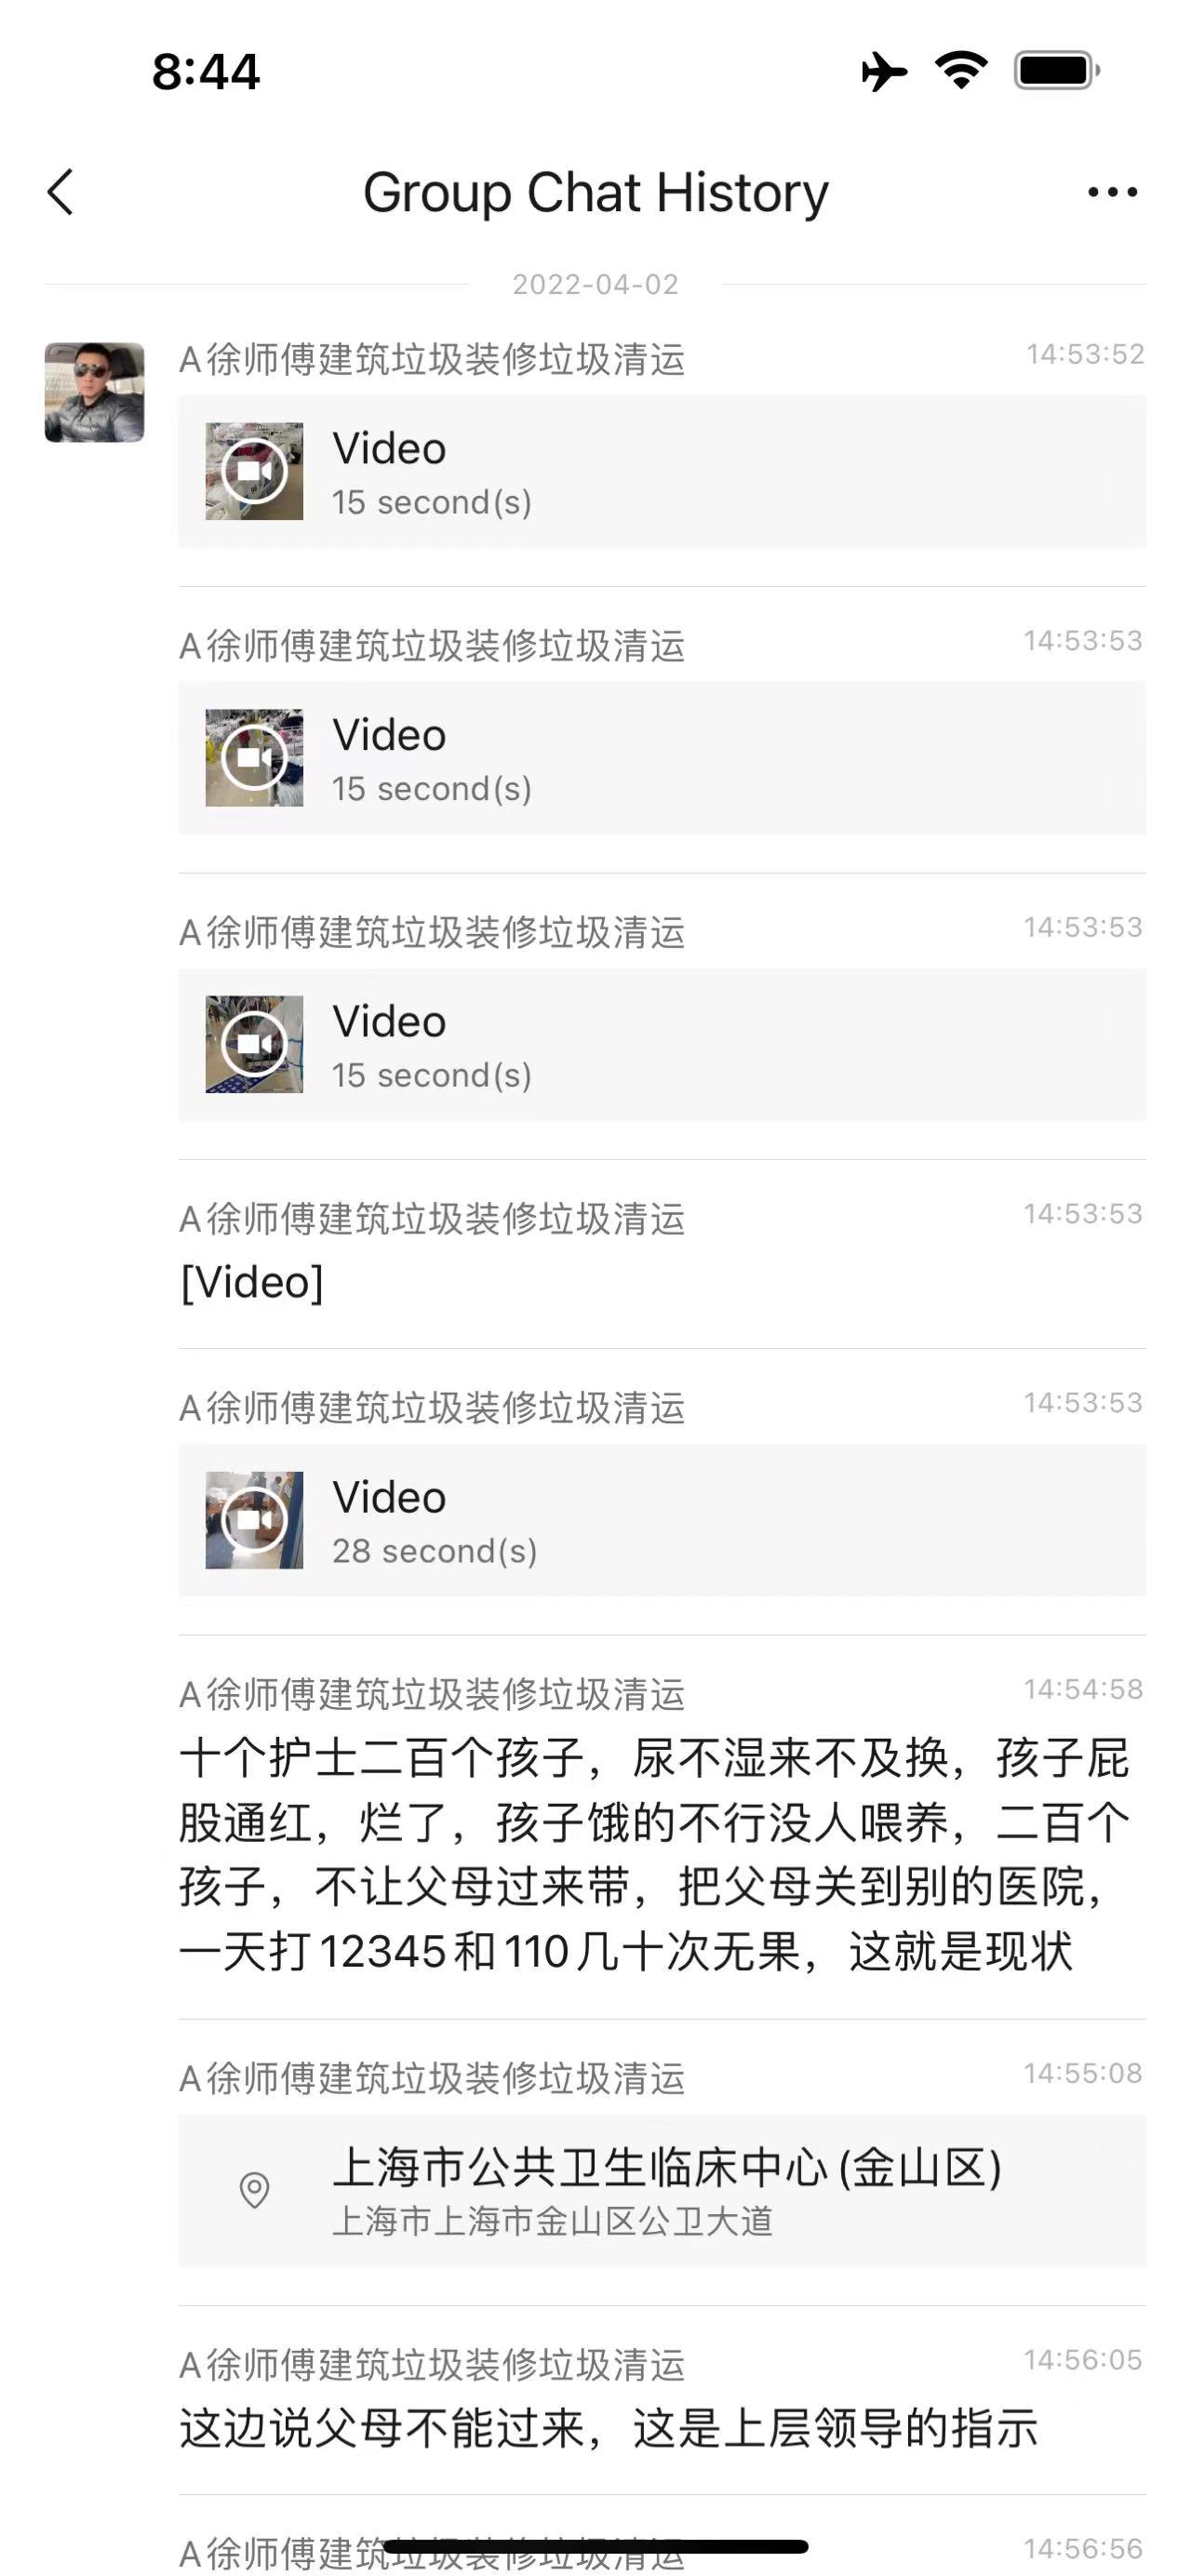 8:44
Group Chat History
2022-04-02
A徐师傅建筑垃圾装修垃圾清运
14:53:52
Video
15 second(s)
A徐师傅建筑垃圾装修垃圾清运
14:53:53
Video
15 second(s)
A徐师傅建筑垃圾装修垃圾清运
14:53:53
Video
15 second(s)
A徐师傅建筑垃圾装修垃圾清运
14:53:53
[Video]
A徐师傅建筑垃圾装修垃圾清运
14:53:53
Video
28 second(s)
A徐师傅建筑垃圾装修垃圾清运
14:54:58
十个护士二百个孩子，尿不湿来不及换，孩子屁
股通红，烂了，孩子饿的不行没人喂养，二百个
孩子，不让父母过来带，把父母关到别的医院，
一天打12345和110几十次无果，这就是现状
A徐师傅建筑垃圾装修垃圾清运
14:55:08
上海市公共卫生临床中心(金山区)
上海市上海市金山区公卫大道
A徐师傅建筑垃圾装修垃圾清运
14:56:05
这边说父母不能过来，这是上层领导的指示
A徐师傅建筑垃圾装修垃圾清运
14:56:56